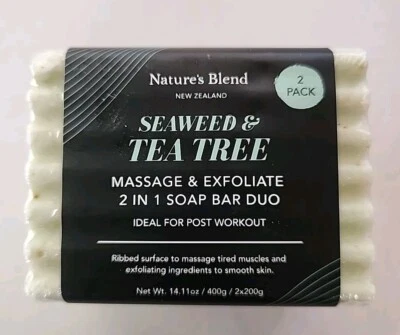 Nature's Blend
NEW ZEALAND
2
PACK
SEAWEED &
TEA TREE
MASSAGE & EXFOLIATE
2 IN 1 SOAP BAR DUO
IDEAL FOR POST WORKOUT
Ribbed surface to massage tired muscles and
exfoliating ingredients to smooth skin.
Net Wt. 14.11oz / 400g / 2x200g